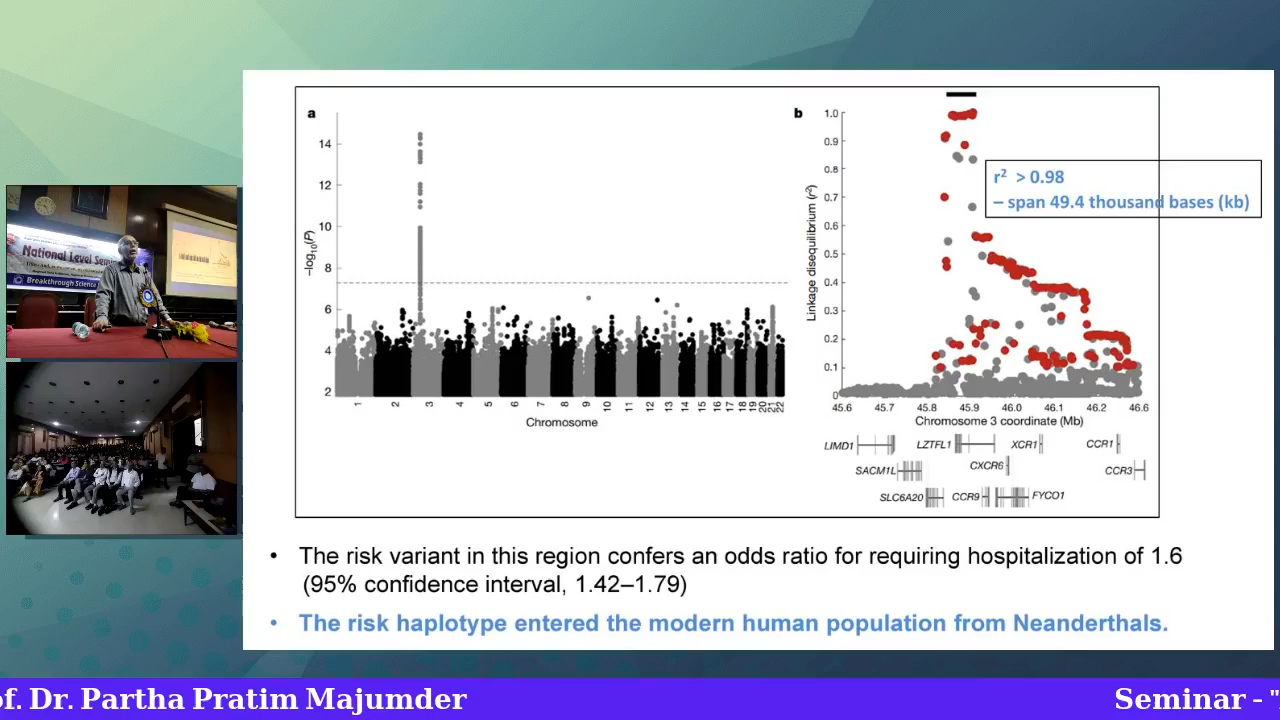 National Level Sem
Breakthrough Science
a
14
12
10
8
6
4
2
–log10(P)
1 2 3 4 5 6 7 8 9 10 11 12 13 14 15 16 17 18 19 20 21 22
Chromosome
b
1.0
0.9
0.8
0.7
0.6
0.5
0.4
0.3
0.2
0.1
0
Linkage disequilibrium (r²)
r² > 0.98
– span 49.4 thousand bases (kb)
45.6 45.7 45.8 45.9 46.0 46.1 46.2 46.6
Chromosome 3 coordinate (Mb)
LIMD1 LZTFL1 XCR1 CCR1
SACM1L CXCR6 CCR3
SLC6A20 CCR9 FYCO1
• The risk variant in this region confers an odds ratio for requiring hospitalization of 1.6
(95% confidence interval, 1.42–1.79)
• The risk haplotype entered the modern human population from Neanderthals.
of. Dr. Partha Pratim Majumder Seminar - "